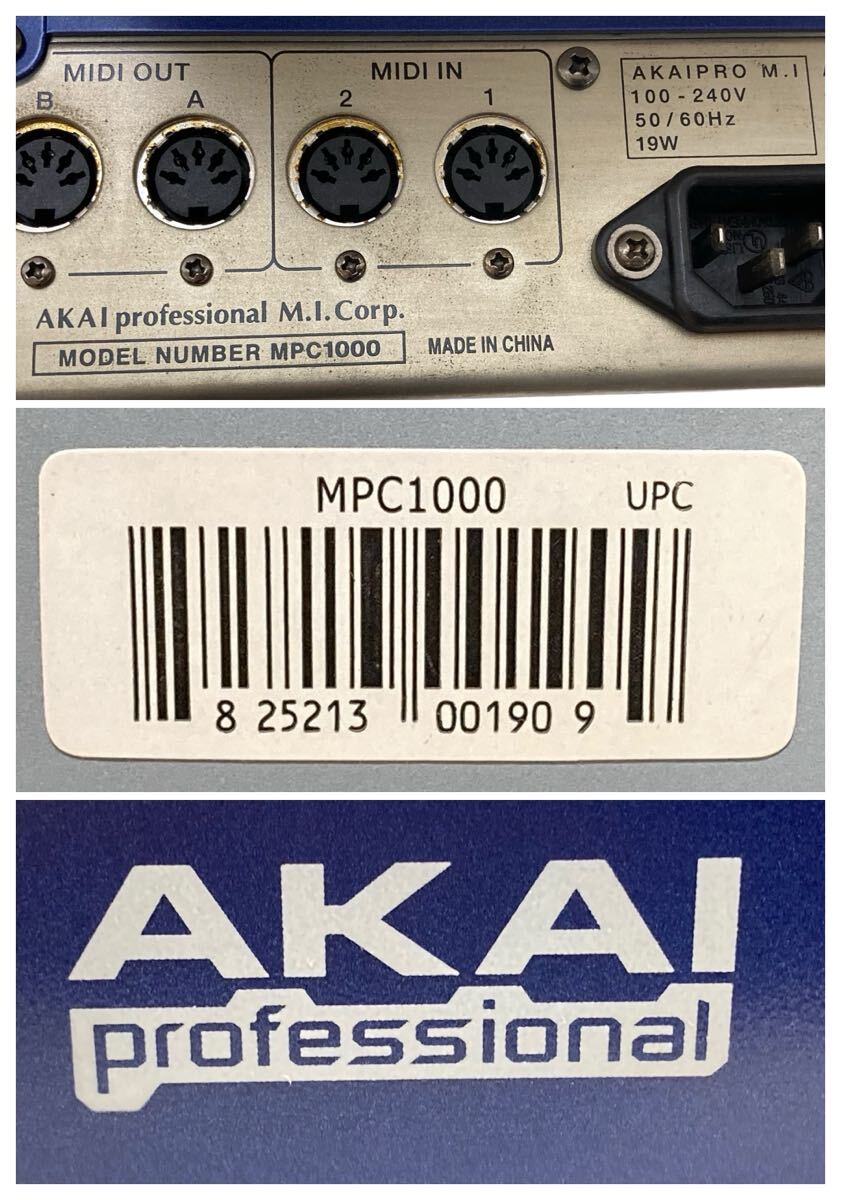 MIDI OUT
MIDI IN
B
A
2
1
AKAIPRO M.I
100-240V
50/60Hz
19W
AKAI professional M.I.Corp.
MODEL NUMBER MPC1000
MADE IN CHINA
MPC1000
UPC
8 25213 00190 9
AKAI
professional